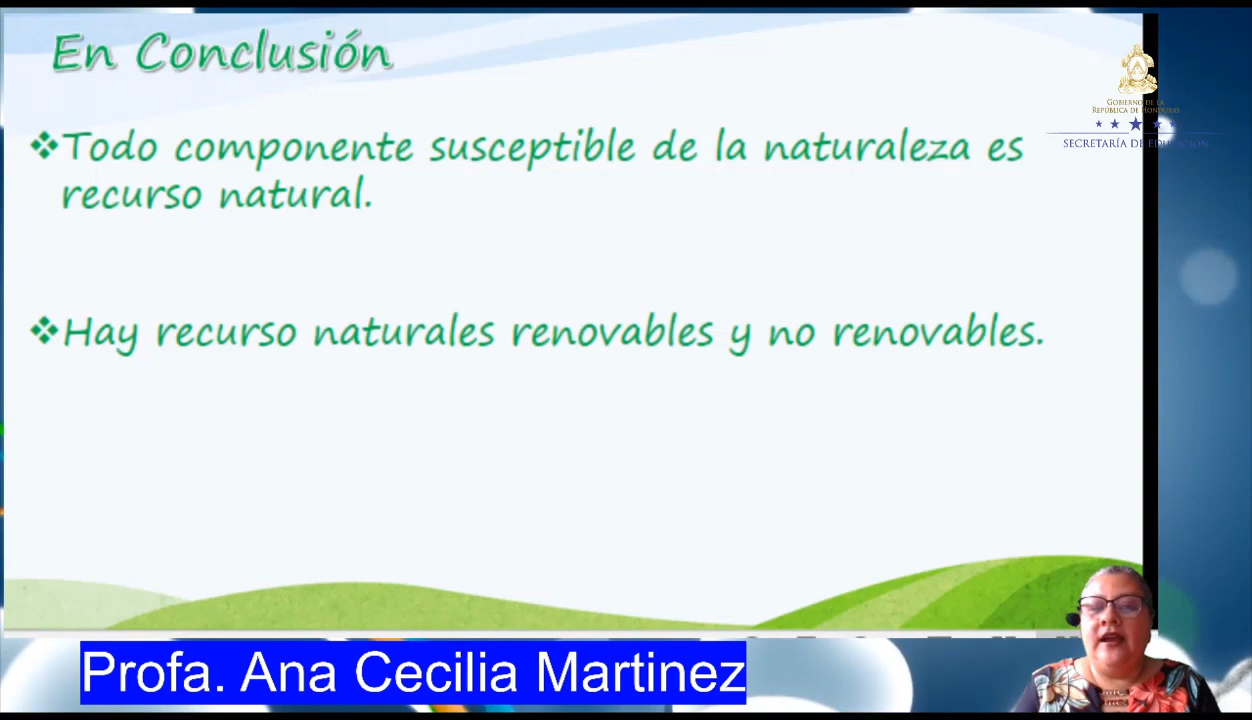 En Conclusión
Todo componente susceptible de la naturaleza es
recurso natural.
Hay recurso naturales renovables y no renovables.
GOBIERNO DE LA
REPÚBLICA DE HONDURAS
SECRETARÍA DE EDUCACIÓN
Profa. Ana Cecilia Martinez